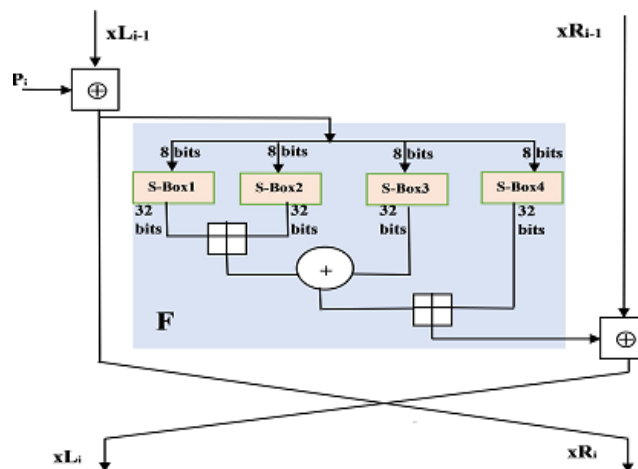 xLi-1
xRi-1
Pi
⊕
8 bits 8 bits 8 bits 8 bits
S-Box1 S-Box2 S-Box3 S-Box4
32 bits 32 bits 32 bits 32 bits
+
F
⊕
xLi xRi